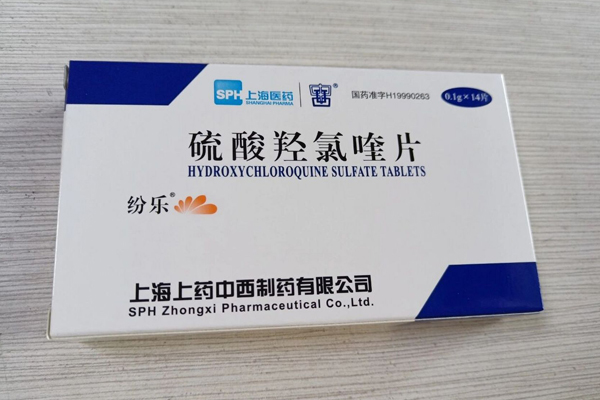 SPH 上海医药
SHANGHAI PHARMA
®
国药准字H19990263
0.1g×14片
硫酸羟氯喹片
HYDROXYCHLOROQUINE SULFATE TABLETS
纷乐®
上海上药中西制药有限公司
SPH Zhongxi Pharmaceutical Co.,Ltd.